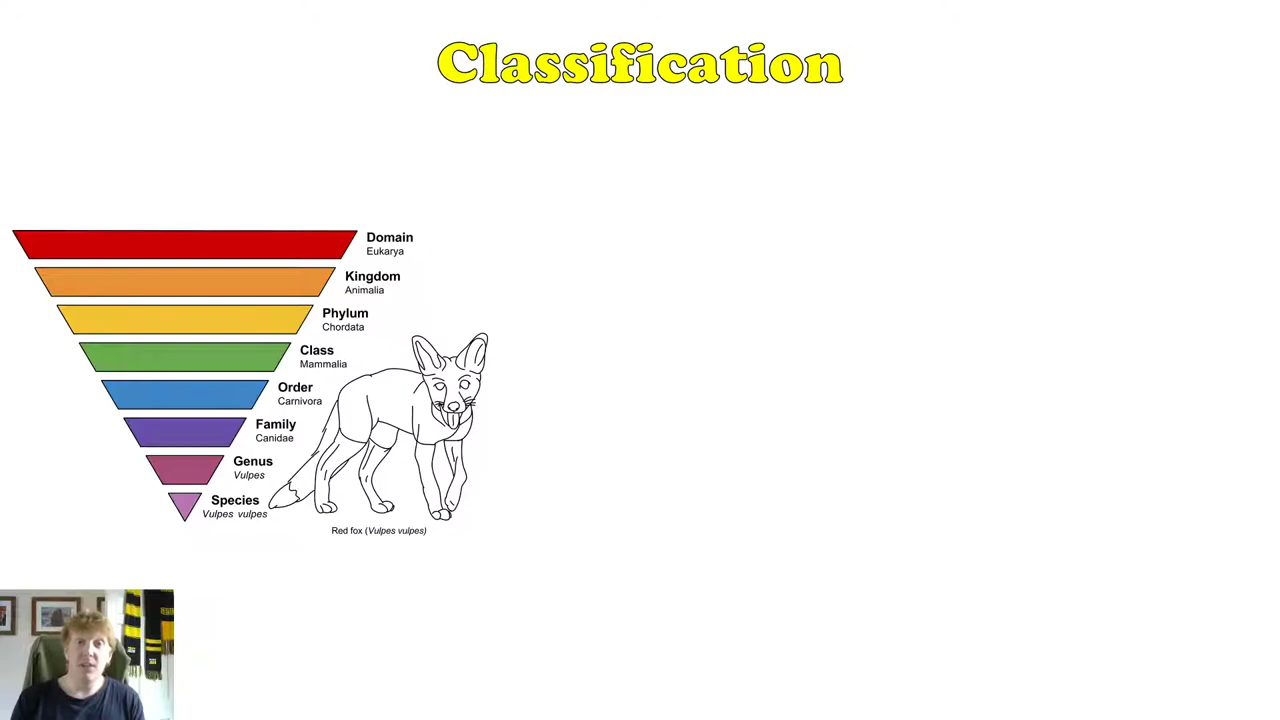 Classification
Domain
Eukarya
Kingdom
Animalia
Phylum
Chordata
Class
Mammalia
Order
Carnivora
Family
Canidae
Genus
Vulpes
Species
Vulpes vulpes
Red fox (Vulpes vulpes)